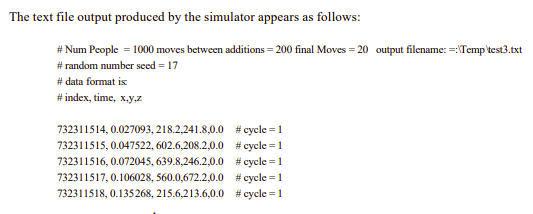 The text file output produced by the simulator appears as follows:
# Num People = 1000 moves between additions = 200 final Moves = 20 output filename: =:\Temp\test3.txt
# random number seed = 17
# data format is:
# index, time, x,y,z
732311514, 0.027093, 218.2,241.8,0.0 # cycle = 1
732311515, 0.047522, 602.6,208.2,0.0 # cycle = 1
732311516, 0.072045, 639.8,246.2,0.0 # cycle = 1
732311517, 0.106028, 560.0,672.2,0.0 # cycle = 1
732311518, 0.135268, 215.6,213.6,0.0 # cycle = 1